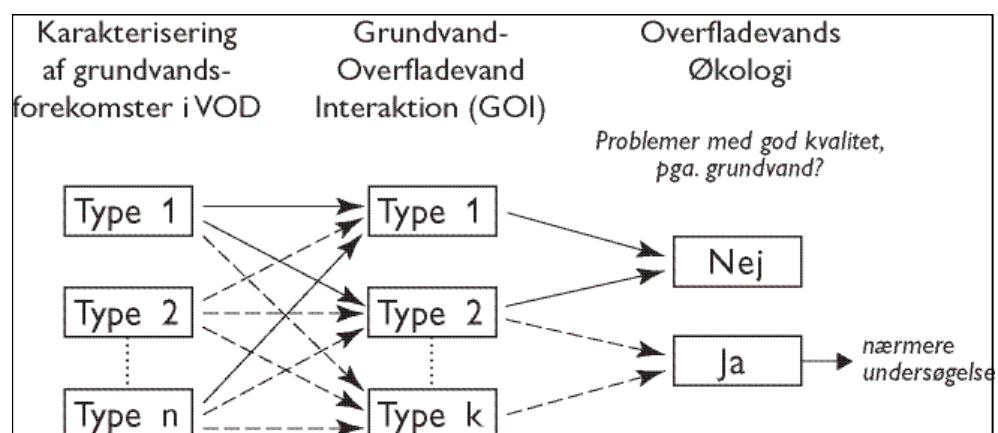 Karakterisering
af grundvands-
forekomster i VOD
Grundvand-
Overfladevand
Interaktion (GOI)
Overfladevands
Økologi
Problemer med god kvalitet,
pga. grundvand?
Type 1
Type 2
Type n
Type 1
Type 2
Type k
Nej
Ja
nærmere
undersøgelse